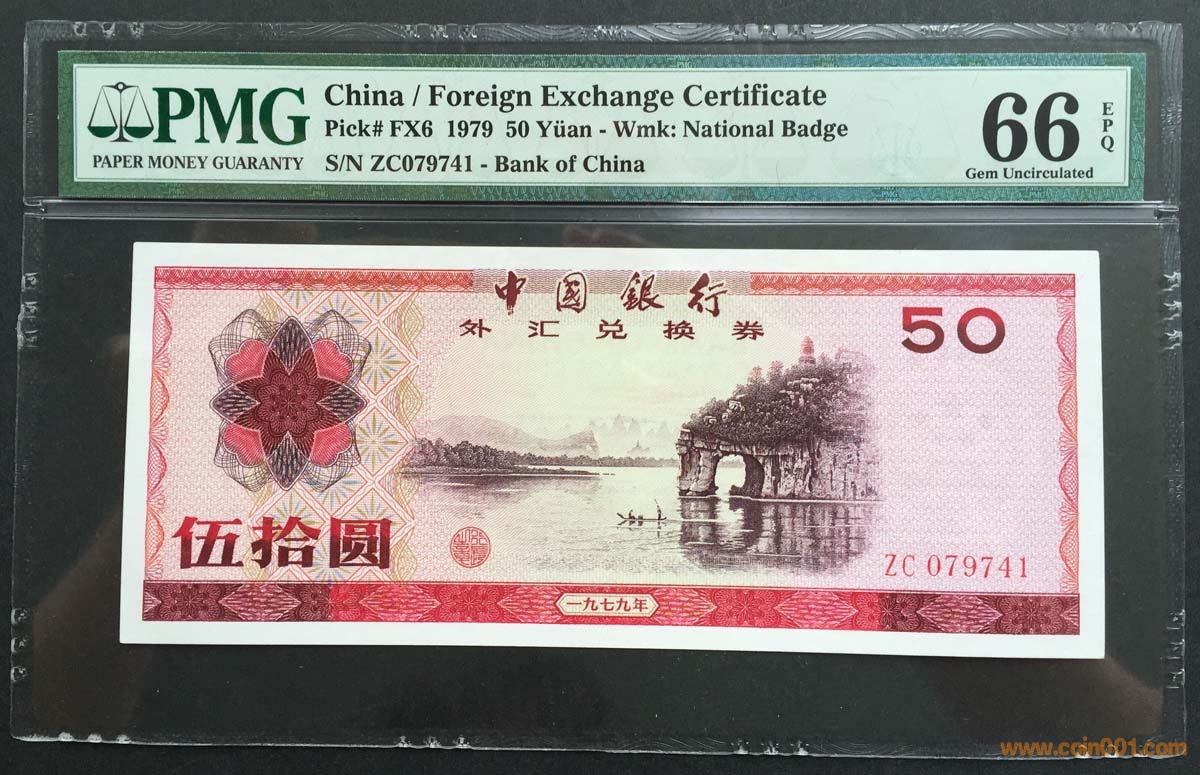 PMG
PAPER MONEY GUARANTY
China / Foreign Exchange Certificate
Pick# FX6 1979 50 Yüan - Wmk: National Badge
S/N ZC079741 - Bank of China
66
EPQ
Gem Uncirculated
中國銀行
外汇兑换券
50
伍拾圆
ZC 079741
一九七九年
www.coin001.com